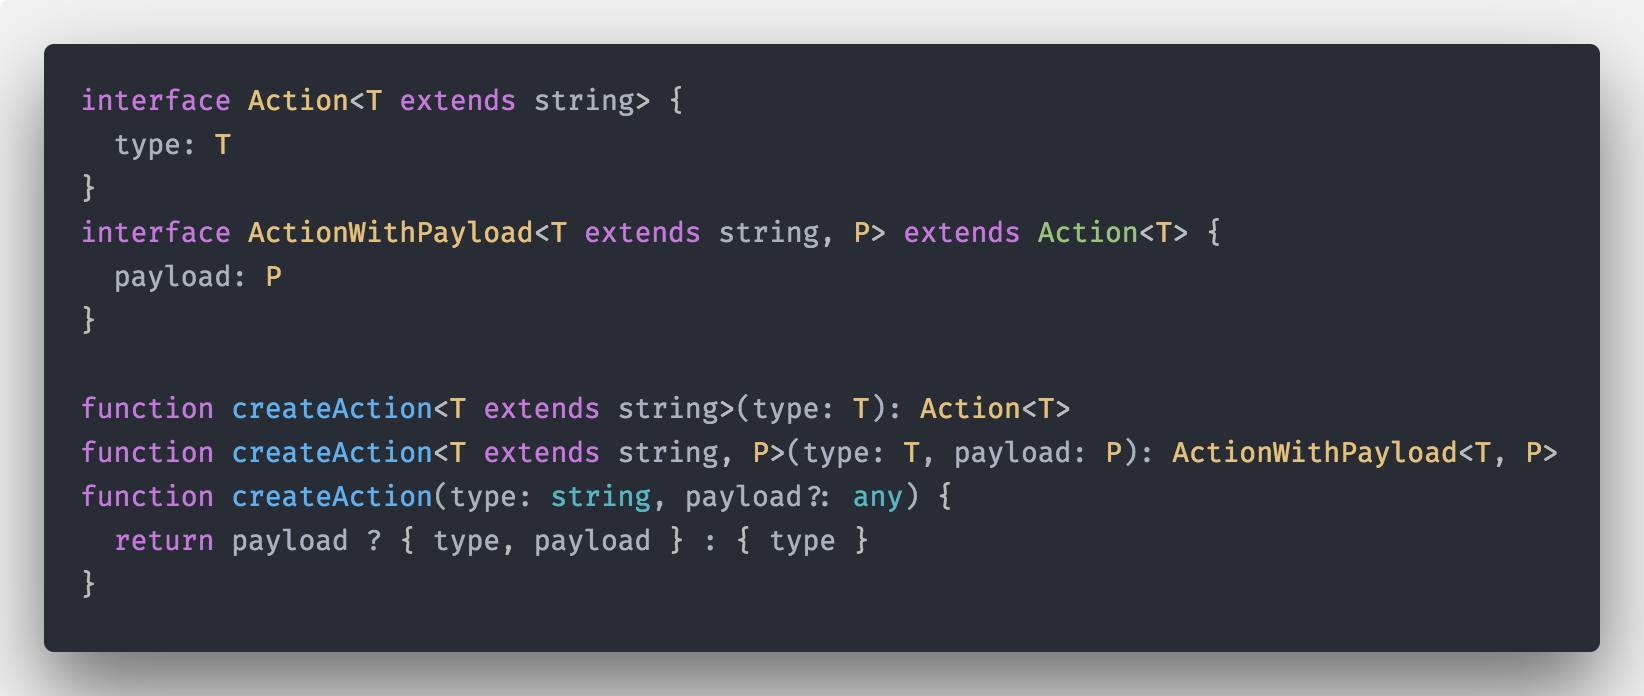 interface Action<T extends string> {
  type: T
}
interface ActionWithPayload<T extends string, P> extends Action<T> {
  payload: P
}

function createAction<T extends string>(type: T): Action<T>
function createAction<T extends string, P>(type: T, payload: P): ActionWithPayload<T, P>
function createAction(type: string, payload?: any) {
  return payload ? { type, payload } : { type }
}